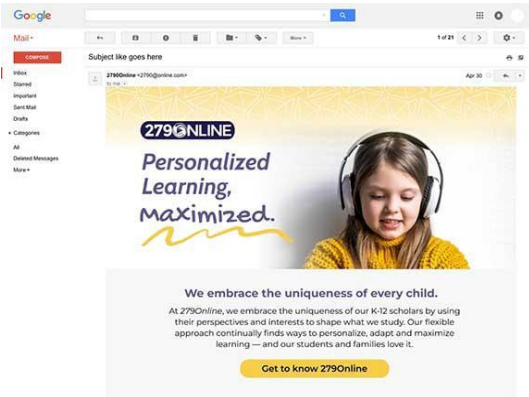 Google
Mail
1 of 21
More
COMPOSE
Subject like goes here
Inbox
Starred
Important
Sent Mail
Drafts
Categories
All
Deleted Messages
More
279Online <2790@online.com>
to me
Apr 30
279ONLINE
Personalized
Learning,
Maximized.
We embrace the uniqueness of every child.
At 279Online, we embrace the uniqueness of our K-12 scholars by using
their perspectives and interests to shape what we study. Our flexible
approach continually finds ways to personalize, adapt and maximize
learning — and our students and families love it.
Get to know 279Online